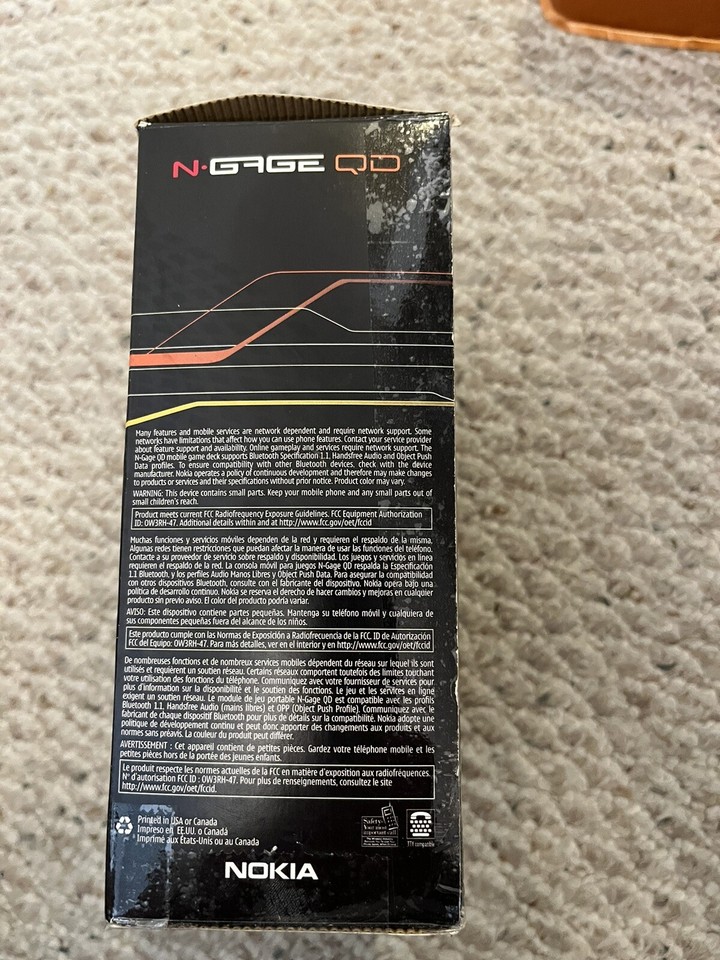 N·GAGE QD
Many features and mobile services are network dependent and require network support. Some
networks have limitations that affect how you can use phone features. Contact your service provider
about feature support and availability. Online gameplay and services require network support. The
N-Gage QD mobile game deck supports Bluetooth Specification 1.1, Handsfree Audio and Object Push
Data profiles. To ensure compatibility with other Bluetooth devices, check with the device
manufacturer. Nokia operates a policy of continuous development and therefore may make changes
to products or services and their specifications without prior notice. Product color may vary.
WARNING: This device contains small parts. Keep your mobile phone and any small parts out of
small children's reach.
Product meets current FCC Radiofrequency Exposure Guidelines. FCC Equipment Authorization
ID: OW3RH-47. Additional details within and at http://www.fcc.gov/oet/fccid
Muchas funciones y servicios móviles dependen de la red y requieren el respaldo de la misma.
Algunas redes tienen restricciones que puedan afectar la manera de usar las funciones del teléfono.
Contacte a su proveedor de servicio sobre respaldo y disponibilidad. Los juegos y servicios en línea
requieren el respaldo de la red. La consola móvil para juegos N-Gage QD respalda la Especificación
1.1 Bluetooth, y los perfiles Audio Manos Libres y Object Push Data. Para asegurar la compatibilidad
con otros dispositivos Bluetooth, consulte con el fabricante del dispositivo. Nokia opera bajo una
política de desarrollo continuo. Nokia se reserva el derecho de hacer cambios y mejoras en cualquier
producto sin previo aviso. El color del producto podría variar.
AVISO: Este dispositivo contiene partes pequeñas. Mantenga su teléfono móvil y cualquiera de
sus componentes pequeños fuera del alcance de los niños.
Este producto cumple con las Normas de Exposición a Radiofrecuencia de la FCC. ID de Autorización
FCC del Equipo: OW3RH-47. Para más detalles, ver en el interior y en http://www.fcc.gov/oet/fccid
De nombreuses fonctions et de nombreux services mobiles dépendent du réseau sur lequel ils sont
utilisés et requièrent un soutien réseau. Certains réseaux comportent toutefois des limites touchant
votre utilisation des fonctions du téléphone. Communiquez avec votre fournisseur de services pour
plus d'information sur la disponibilité et le soutien des fonctions. Le jeu et les services en ligne
exigent un soutien réseau. Le module de jeu portable N-Gage QD est compatible avec les profils
Bluetooth 1.1, Handsfree Audio (mains libres) et OPP (Object Push Profile). Communiquez avec le
fabricant de chaque dispositif Bluetooth pour plus de détails sur la compatibilité. Nokia adopte une
politique de développement continu et peut donc apporter des changements aux produits et aux
normes sans préavis. La couleur du produit peut différer.
AVERTISSEMENT : Cet appareil contient de petites pièces. Gardez votre téléphone mobile et les
petites pièces hors de la portée des jeunes enfants.
Le produit respecte les normes actuelles de la FCC en matière d'exposition aux radiofréquences.
N° d'autorisation FCC ID : OW3RH-47. Pour plus de renseignements, consultez le site
http://www.fcc.gov/oet/fccid.
Printed in USA or Canada
Impreso en EE.UU. o Canadá
Imprimé aux États-Unis ou au Canada
Safety-
Your most
important call
TTY compatible
NOKIA